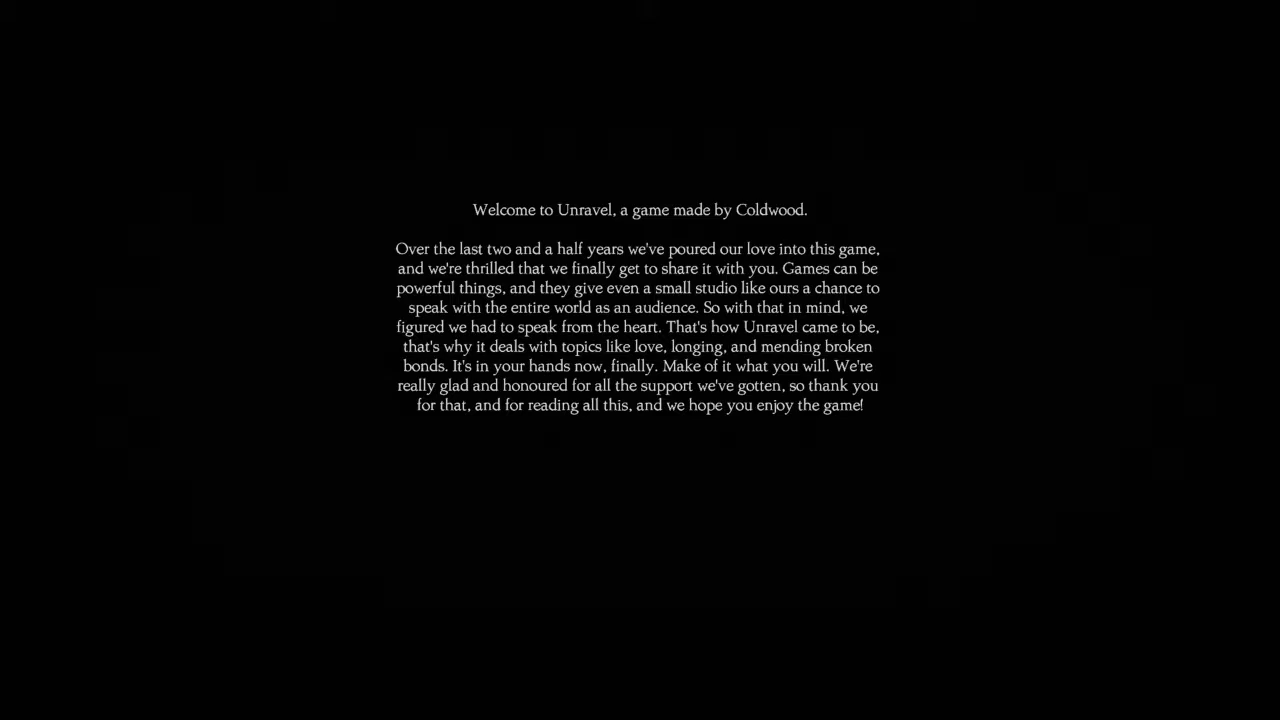 Welcome to Unravel, a game made by Coldwood.
Over the last two and a half years we've poured our love into this game,
and we're thrilled that we finally get to share it with you. Games can be
powerful things, and they give even a small studio like ours a chance to
speak with the entire world as an audience. So with that in mind, we
figured we had to speak from the heart. That's how Unravel came to be,
that's why it deals with topics like love, longing, and mending broken
bonds. It's in your hands now, finally. Make of it what you will. We're
really glad and honoured for all the support we've gotten, so thank you
for that, and for reading all this, and we hope you enjoy the game!